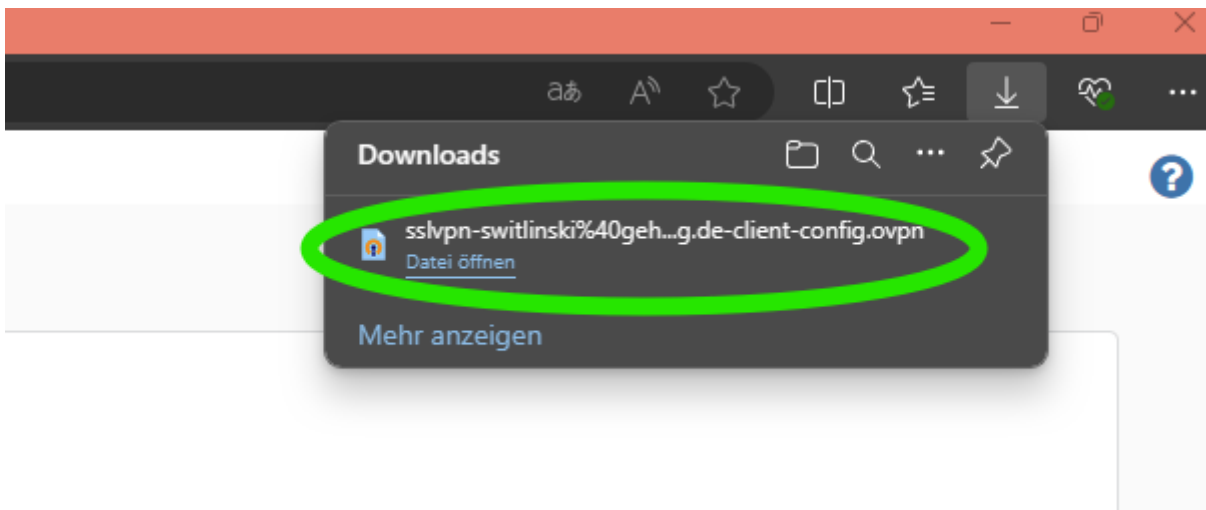 aあ A
Downloads
sslvpn-switlinski%40geh...g.de-client-config.ovpn
Datei öffnen
Mehr anzeigen
?